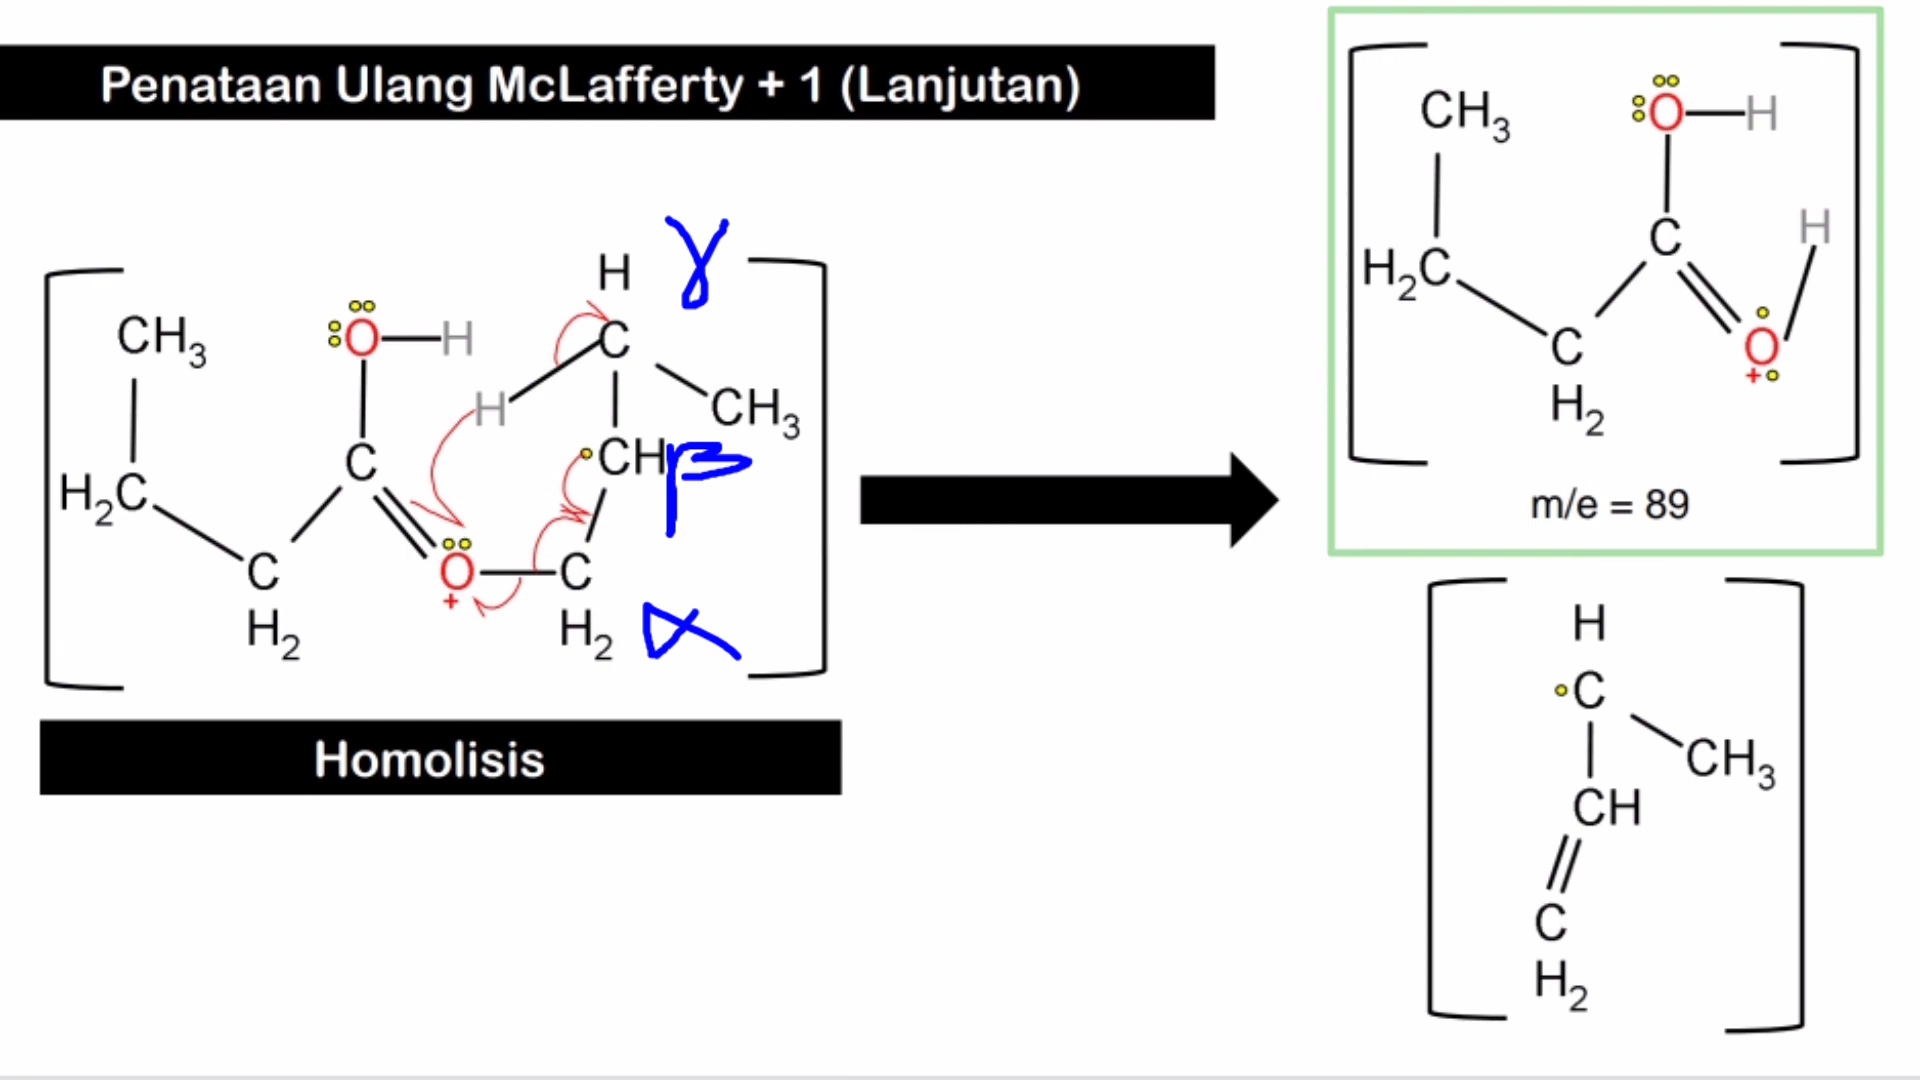 Penataan Ulang McLafferty + 1 (Lanjutan)
CH3
O
H
H
γ
C
H
CH3
C
CH
β
H2C
C
H2
O
+
C
H2
α
Homolisis
CH3
O
H
C
H
H2C
C
H2
O
+
m/e = 89
H
C
CH3
CH
C
H2